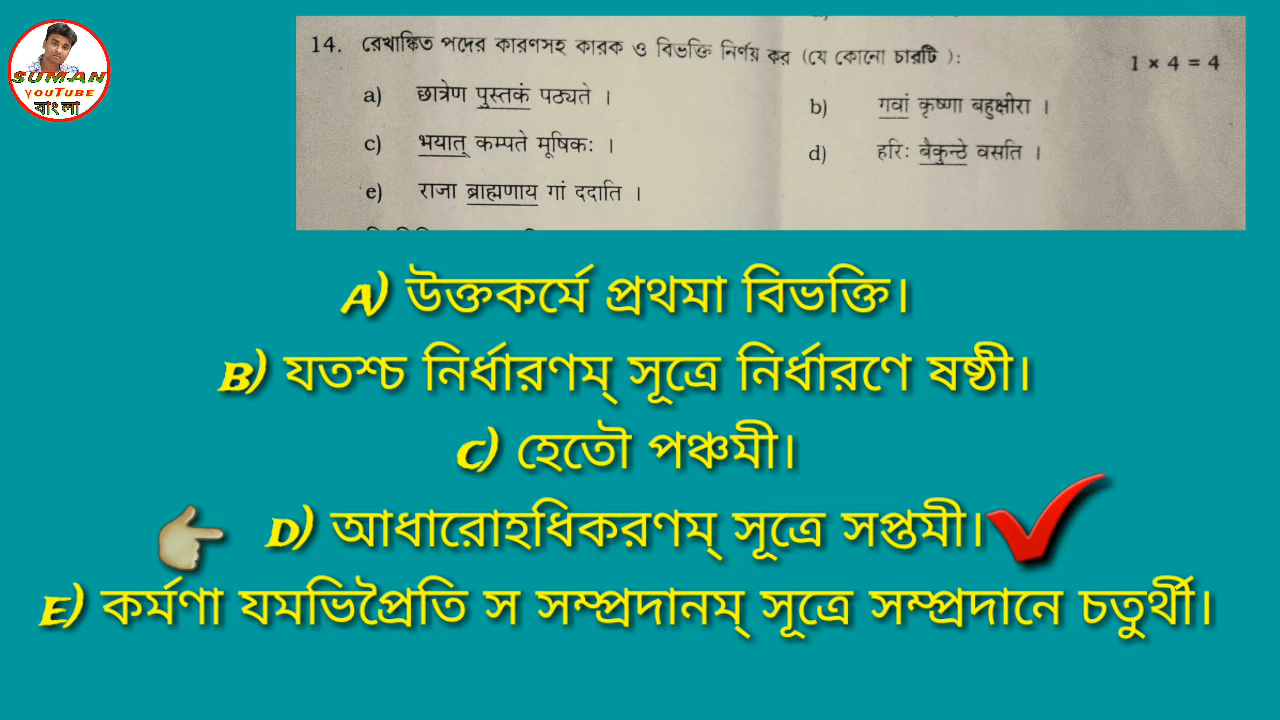 SUMAN
YouTube
বাংলা
14. রেখাঙ্কিত পদের কারণসহ কারক ও বিভক্তি নির্ণয় কর (যে কোনো চারটি ): 1 × 4 = 4
a) छात्रेण पुस्तकं पठ्यते ।
b) गवां कृष्णा बहुक्षीरा ।
c) भयात् कम्पते मूषिकः ।
d) हरिः बैकुन्ठे वसति ।
e) राजा ब्राह्मणाय गां ददाति ।
A) উক্তকর্মে প্রথমা বিভক্তি।
B) যতশ্চ নির্ধারণম্ সূত্রে নির্ধারণে ষষ্ঠী।
C) হেতৌ পঞ্চমী।
D) আধারোহধিকরণম্ সূত্রে সপ্তমী।
E) কর্মণা যমভিপ্রৈতি স সম্প্রদানম্ সূত্রে সম্প্রদানে চতুর্থী।